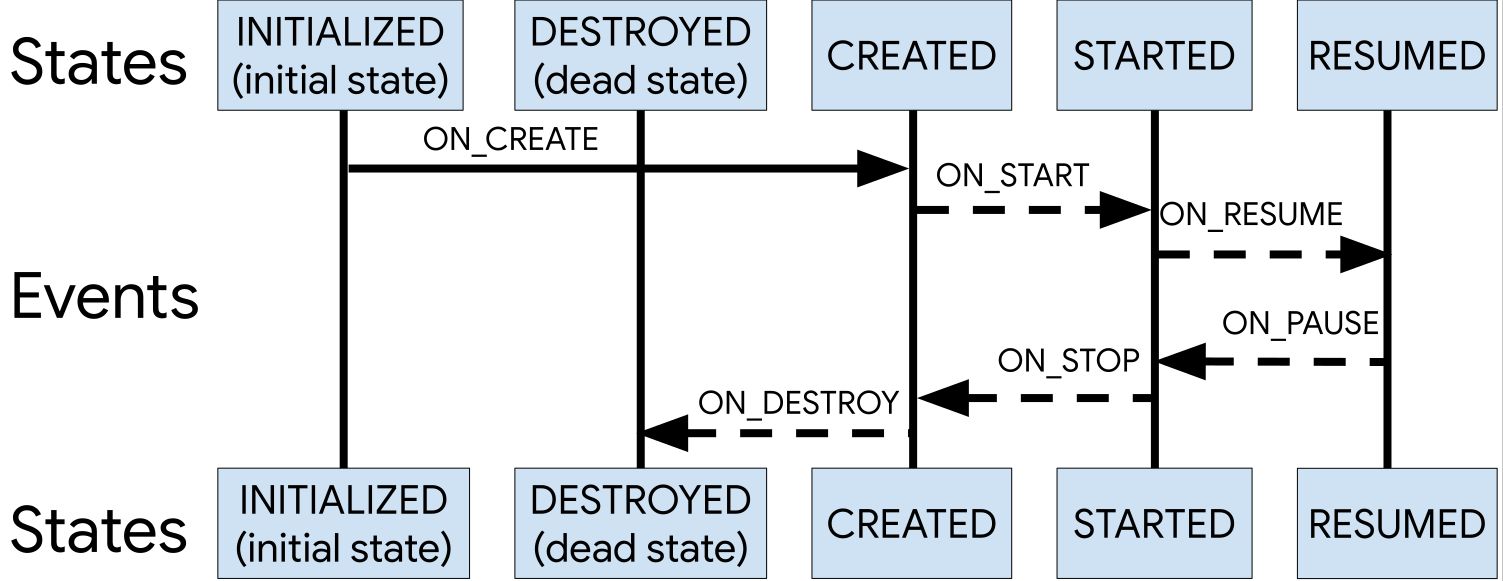 States
INITIALIZED
(initial state)
DESTROYED
(dead state)
CREATED
STARTED
RESUMED
ON_CREATE
ON_START
ON_RESUME
Events
ON_PAUSE
ON_STOP
ON_DESTROY
States
INITIALIZED
(initial state)
DESTROYED
(dead state)
CREATED
STARTED
RESUMED